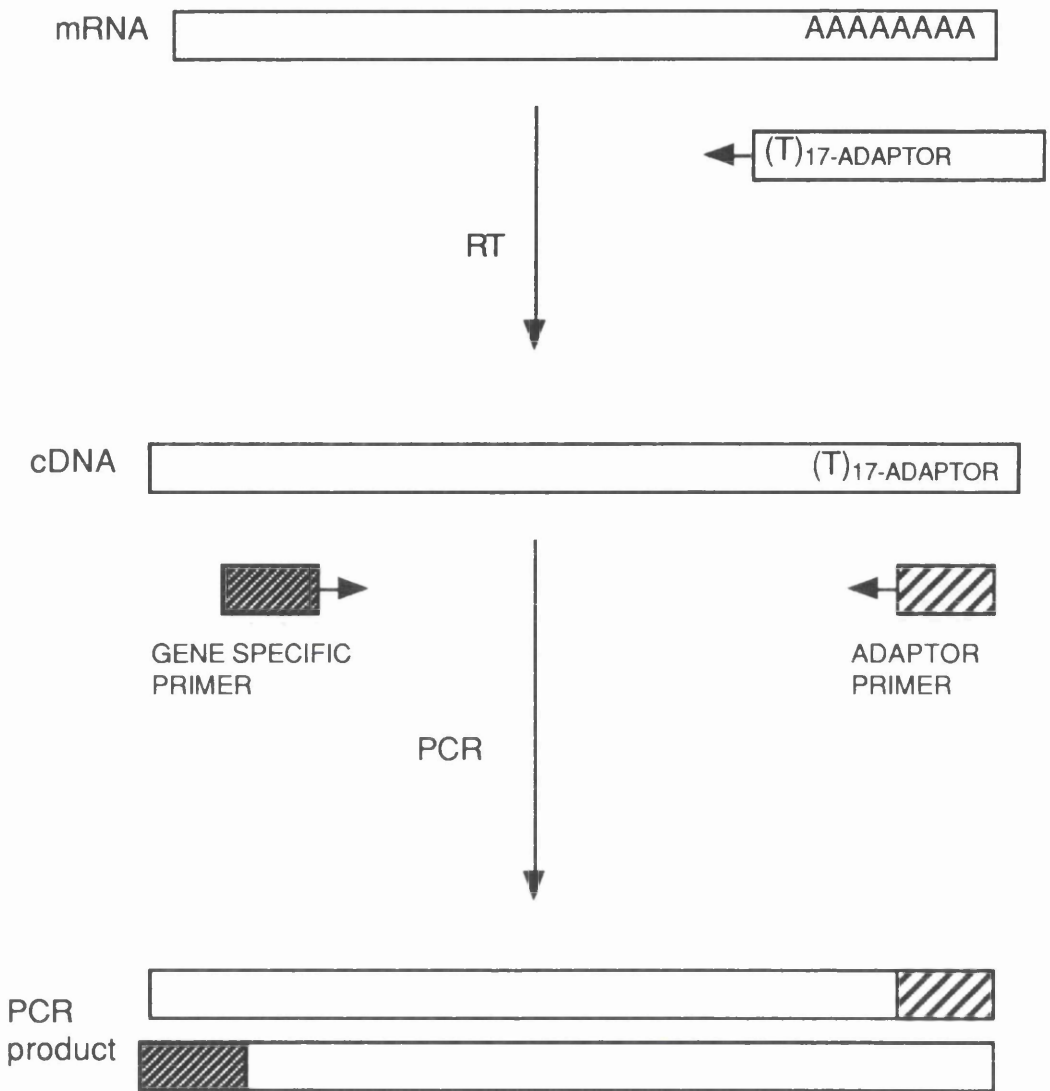 mRNA
AAAAAAAA
(T)17-ADAPTOR
RT
cDNA
(T)17-ADAPTOR
GENE SPECIFIC
PRIMER
ADAPTOR
PRIMER
PCR
PCR
product